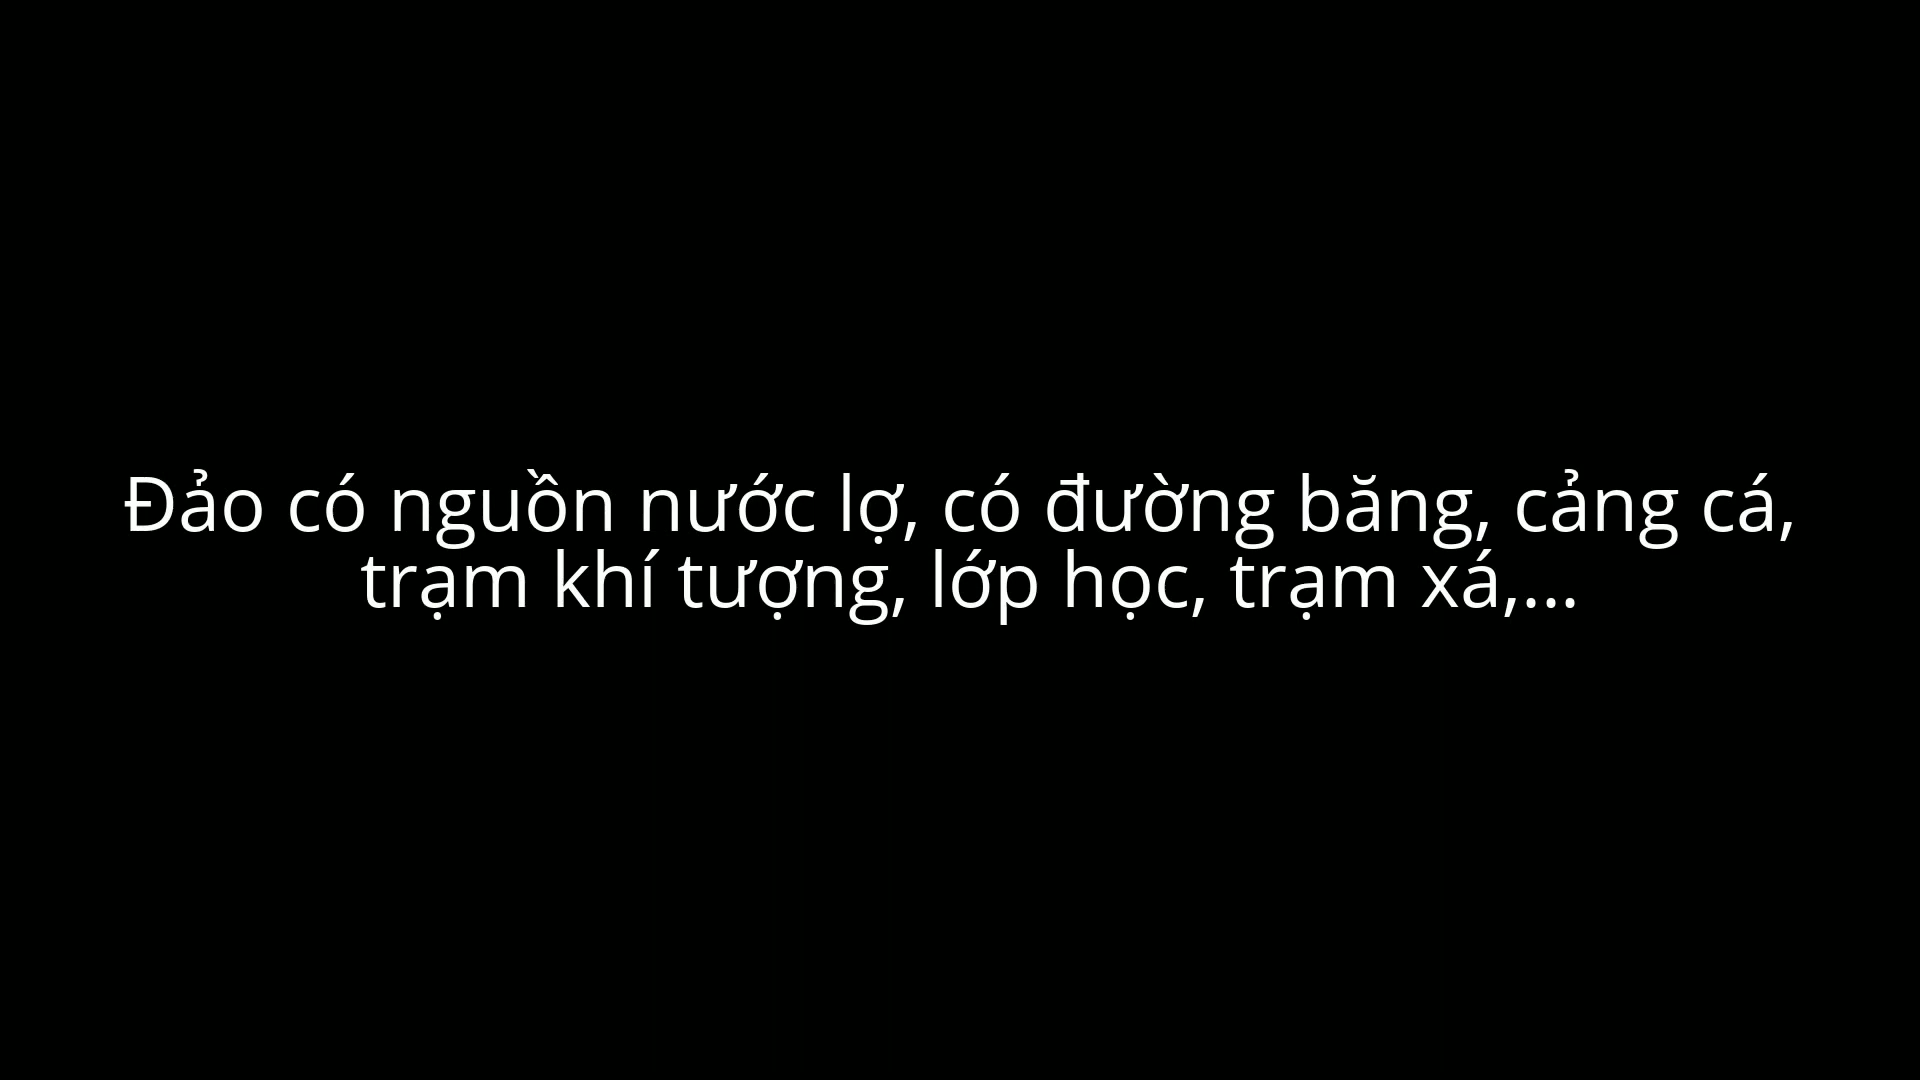 Đảo có nguồn nước lợ, có đường băng, cảng cá,
trạm khí tượng, lớp học, trạm xá,...